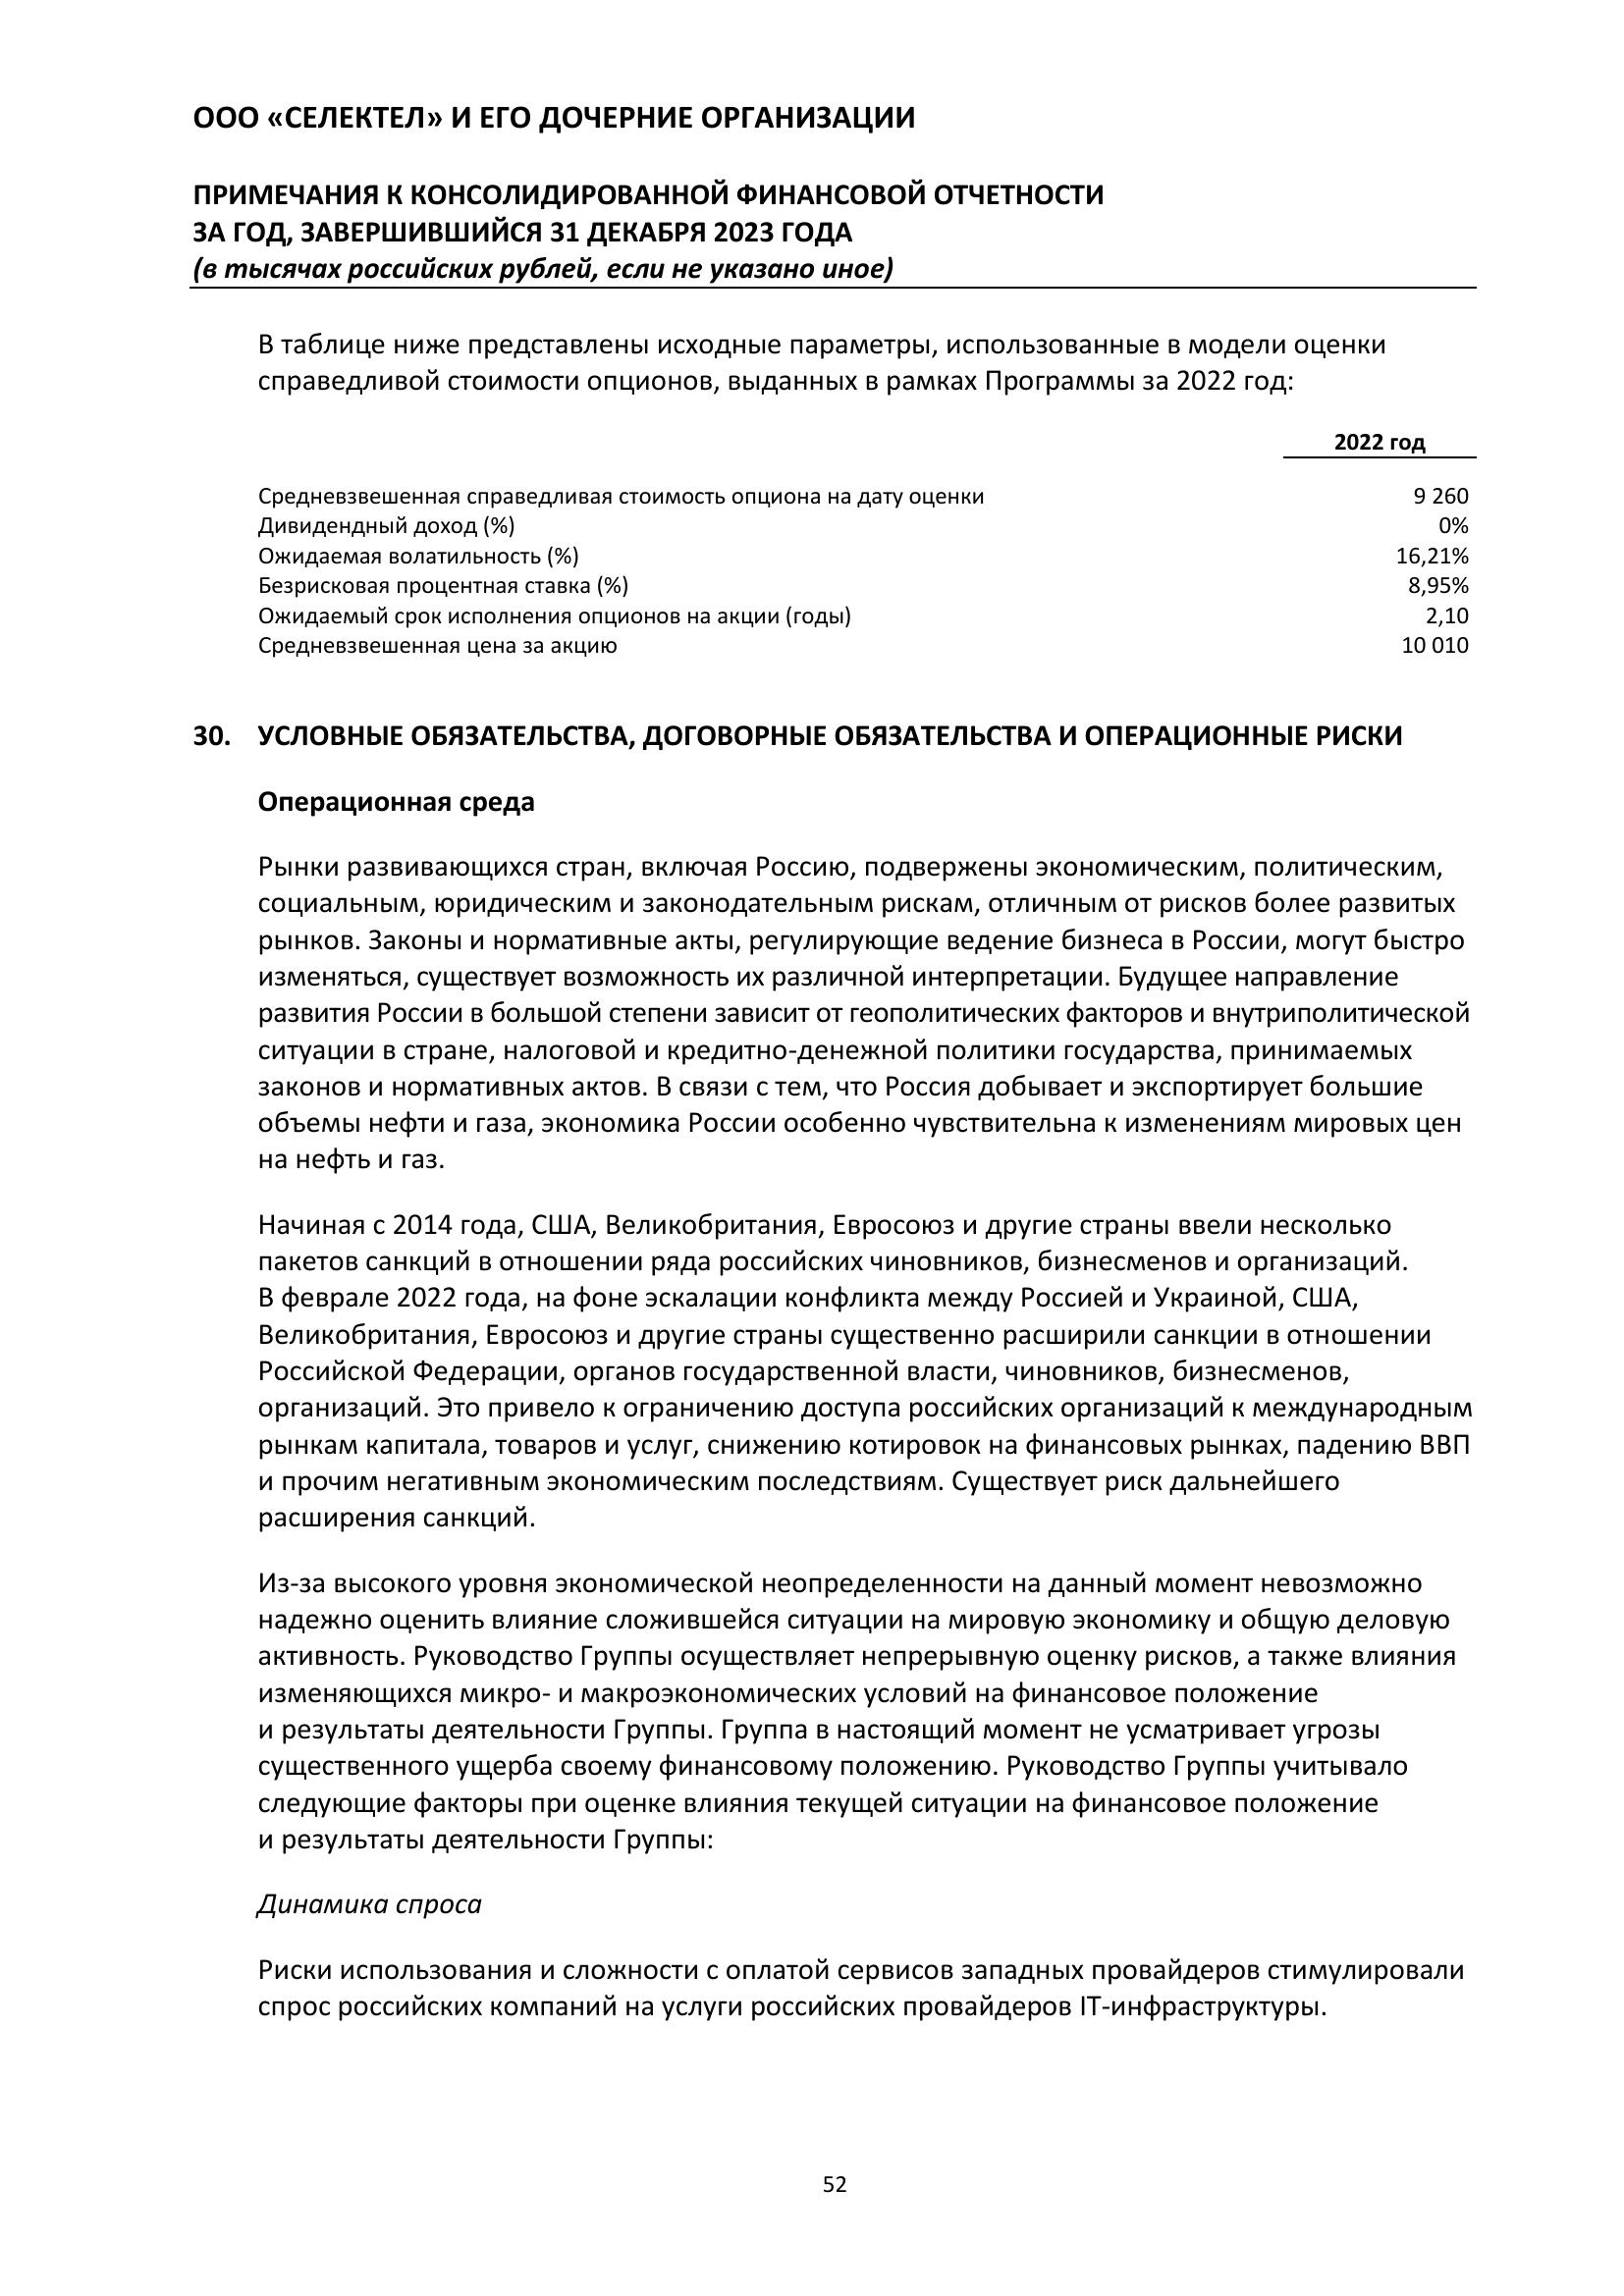 ООО «СЕЛЕКТЕЛ» И ЕГО ДОЧЕРНИЕ ОРГАНИЗАЦИИ
ПРИМЕЧАНИЯ К КОНСОЛИДИРОВАННОЙ ФИНАНСОВОЙ ОТЧЕТНОСТИ
ЗА ГОД, ЗАВЕРШИВШИЙСЯ 31 ДЕКАБРЯ 2023 ГОДА
(в тысячах российских рублей, если не указано иное)
В таблице ниже представлены исходные параметры, использованные в модели оценки
справедливой стоимости опционов, выданных в рамках Программы за 2022 год:
2022 год
Средневзвешенная справедливая стоимость опциона на дату оценки 9 260
Дивидендный доход (%) 0%
Ожидаемая волатильность (%) 16,21%
Безрисковая процентная ставка (%) 8,95%
Ожидаемый срок исполнения опционов на акции (годы) 2,10
Средневзвешенная цена за акцию 10 010
30. УСЛОВНЫЕ ОБЯЗАТЕЛЬСТВА, ДОГОВОРНЫЕ ОБЯЗАТЕЛЬСТВА И ОПЕРАЦИОННЫЕ РИСКИ
Операционная среда
Рынки развивающихся стран, включая Россию, подвержены экономическим, политическим,
социальным, юридическим и законодательным рискам, отличным от рисков более развитых
рынков. Законы и нормативные акты, регулирующие ведение бизнеса в России, могут быстро
изменяться, существует возможность их различной интерпретации. Будущее направление
развития России в большой степени зависит от геополитических факторов и внутриполитической
ситуации в стране, налоговой и кредитно-денежной политики государства, принимаемых
законов и нормативных актов. В связи с тем, что Россия добывает и экспортирует большие
объемы нефти и газа, экономика России особенно чувствительна к изменениям мировых цен
на нефть и газ.
Начиная с 2014 года, США, Великобритания, Евросоюз и другие страны ввели несколько
пакетов санкций в отношении ряда российских чиновников, бизнесменов и организаций.
В феврале 2022 года, на фоне эскалации конфликта между Россией и Украиной, США,
Великобритания, Евросоюз и другие страны существенно расширили санкции в отношении
Российской Федерации, органов государственной власти, чиновников, бизнесменов,
организаций. Это привело к ограничению доступа российских организаций к международным
рынкам капитала, товаров и услуг, снижению котировок на финансовых рынках, падению ВВП
и прочим негативным экономическим последствиям. Существует риск дальнейшего
расширения санкций.
Из-за высокого уровня экономической неопределенности на данный момент невозможно
надежно оценить влияние сложившейся ситуации на мировую экономику и общую деловую
активность. Руководство Группы осуществляет непрерывную оценку рисков, а также влияния
изменяющихся микро- и макроэкономических условий на финансовое положение
и результаты деятельности Группы. Группа в настоящий момент не усматривает угрозы
существенного ущерба своему финансовому положению. Руководство Группы учитывало
следующие факторы при оценке влияния текущей ситуации на финансовое положение
и результаты деятельности Группы:
Динамика спроса
Риски использования и сложности с оплатой сервисов западных провайдеров стимулировали
спрос российских компаний на услуги российских провайдеров IT-инфраструктуры.
52